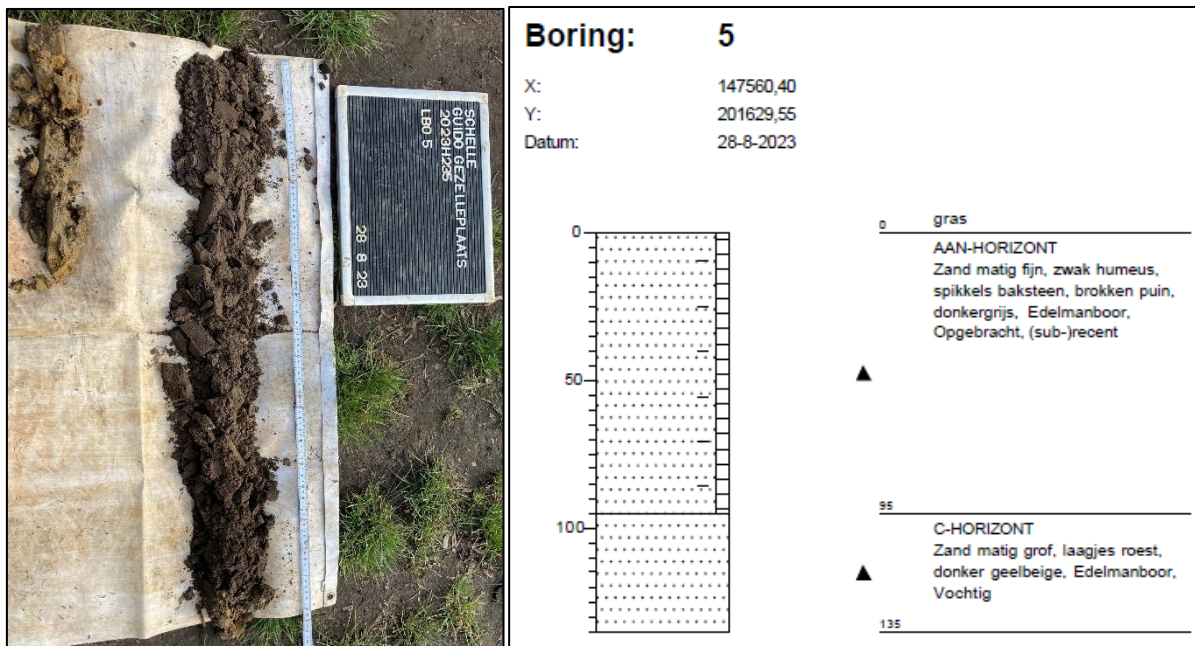 SCHELLE
GUIDO GEZELLEPLAATS
2023H235
LBO 5
28 8 23
Boring: 5
X: 147560,40
Y: 201629,55
Datum: 28-8-2023
0
50
100
0 gras
AAN-HORIZONT
Zand matig fijn, zwak humeus,
spikkels baksteen, brokken puin,
donkergrijs, Edelmanboor,
Opgebracht, (sub-)recent
95
C-HORIZONT
Zand matig grof, laagjes roest,
donker geelbeige, Edelmanboor,
Vochtig
135